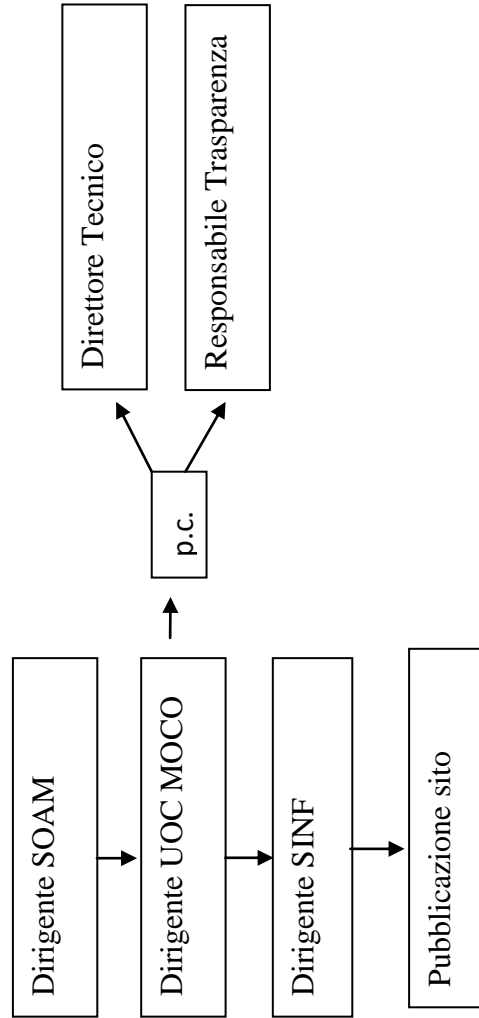 Dirigente SOAM
Dirigente UOC MOCO
Dirigente SINF
Pubblicazione sito
p.c.
Direttore Tecnico
Responsabile Trasparenza